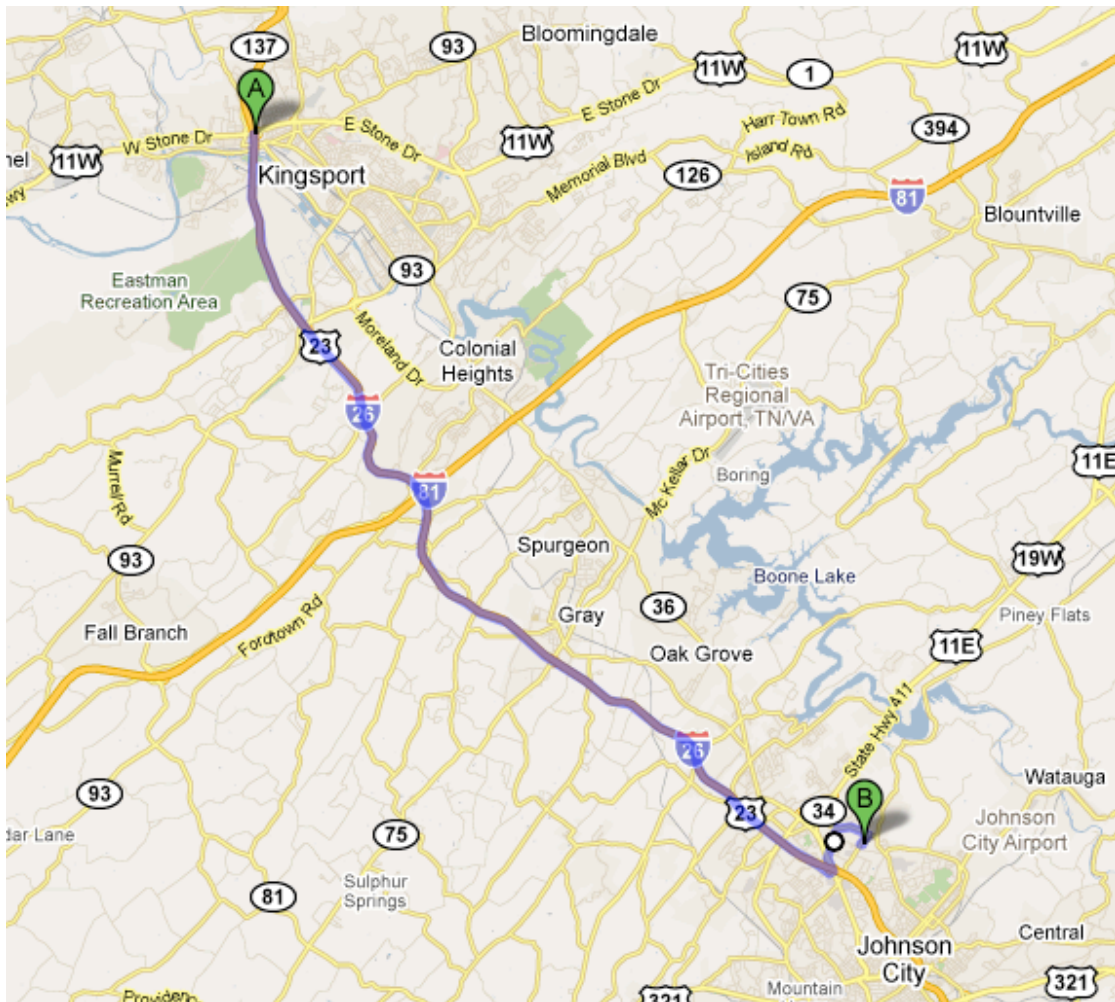 137
93
Bloomingdale
11W
1
A
E Stone Dr
11W
W Stone Dr
E Stone Dr
Harr Town Rd
394
nel
11W
11W
Island Rd
wy
Kingsport
Memorial Blvd
126
81
Blountville
93
Eastman
Recreation Area
75
23
Moreland Dr
Colonial
Heights
Tri-Cities
Regional
Airport, TN/VA
26
Murrell Rd
Mc Kellar Dr
Boring
11E
81
93
Spurgeon
19W
Boone Lake
Fall Branch
Fordtown Rd
Gray
36
Piney Flats
Oak Grove
11E
State Hwy A11
26
93
Watauga
23
34
B
Johnson
City Airport
dar Lane
75
Sulphur
Springs
81
Central
Johnson
City
Providen
Mountain
321
321